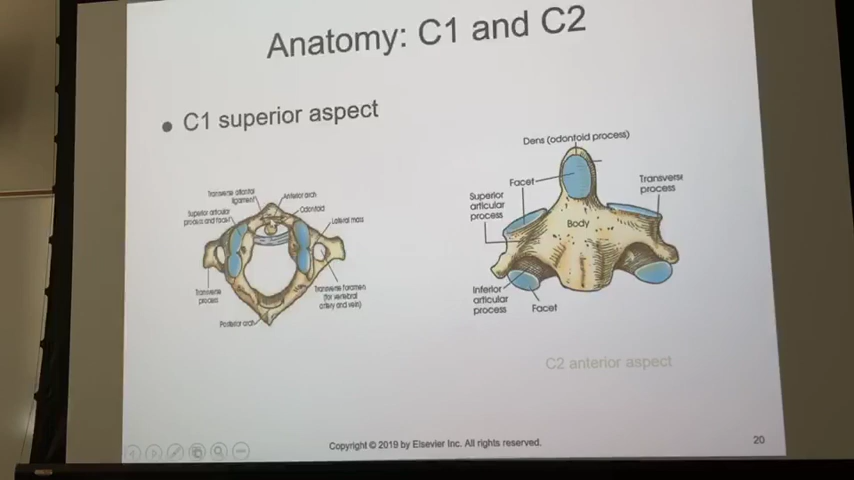 Anatomy: C1 and C2
• C1 superior aspect
Transverse atlantal
ligament
Anterior arch
Odontoid
Superior articular
process and facet
Lateral mass
Transverse
process
Transverse foramen
(for vertebral
artery and vein)
Posterior arch
Dens (odontoid process)
Facet
Transverse
process
Superior
articular
process
Body
Inferior
articular
process
Facet
C2 anterior aspect
Copyright © 2019 by Elsevier Inc. All rights reserved.
20